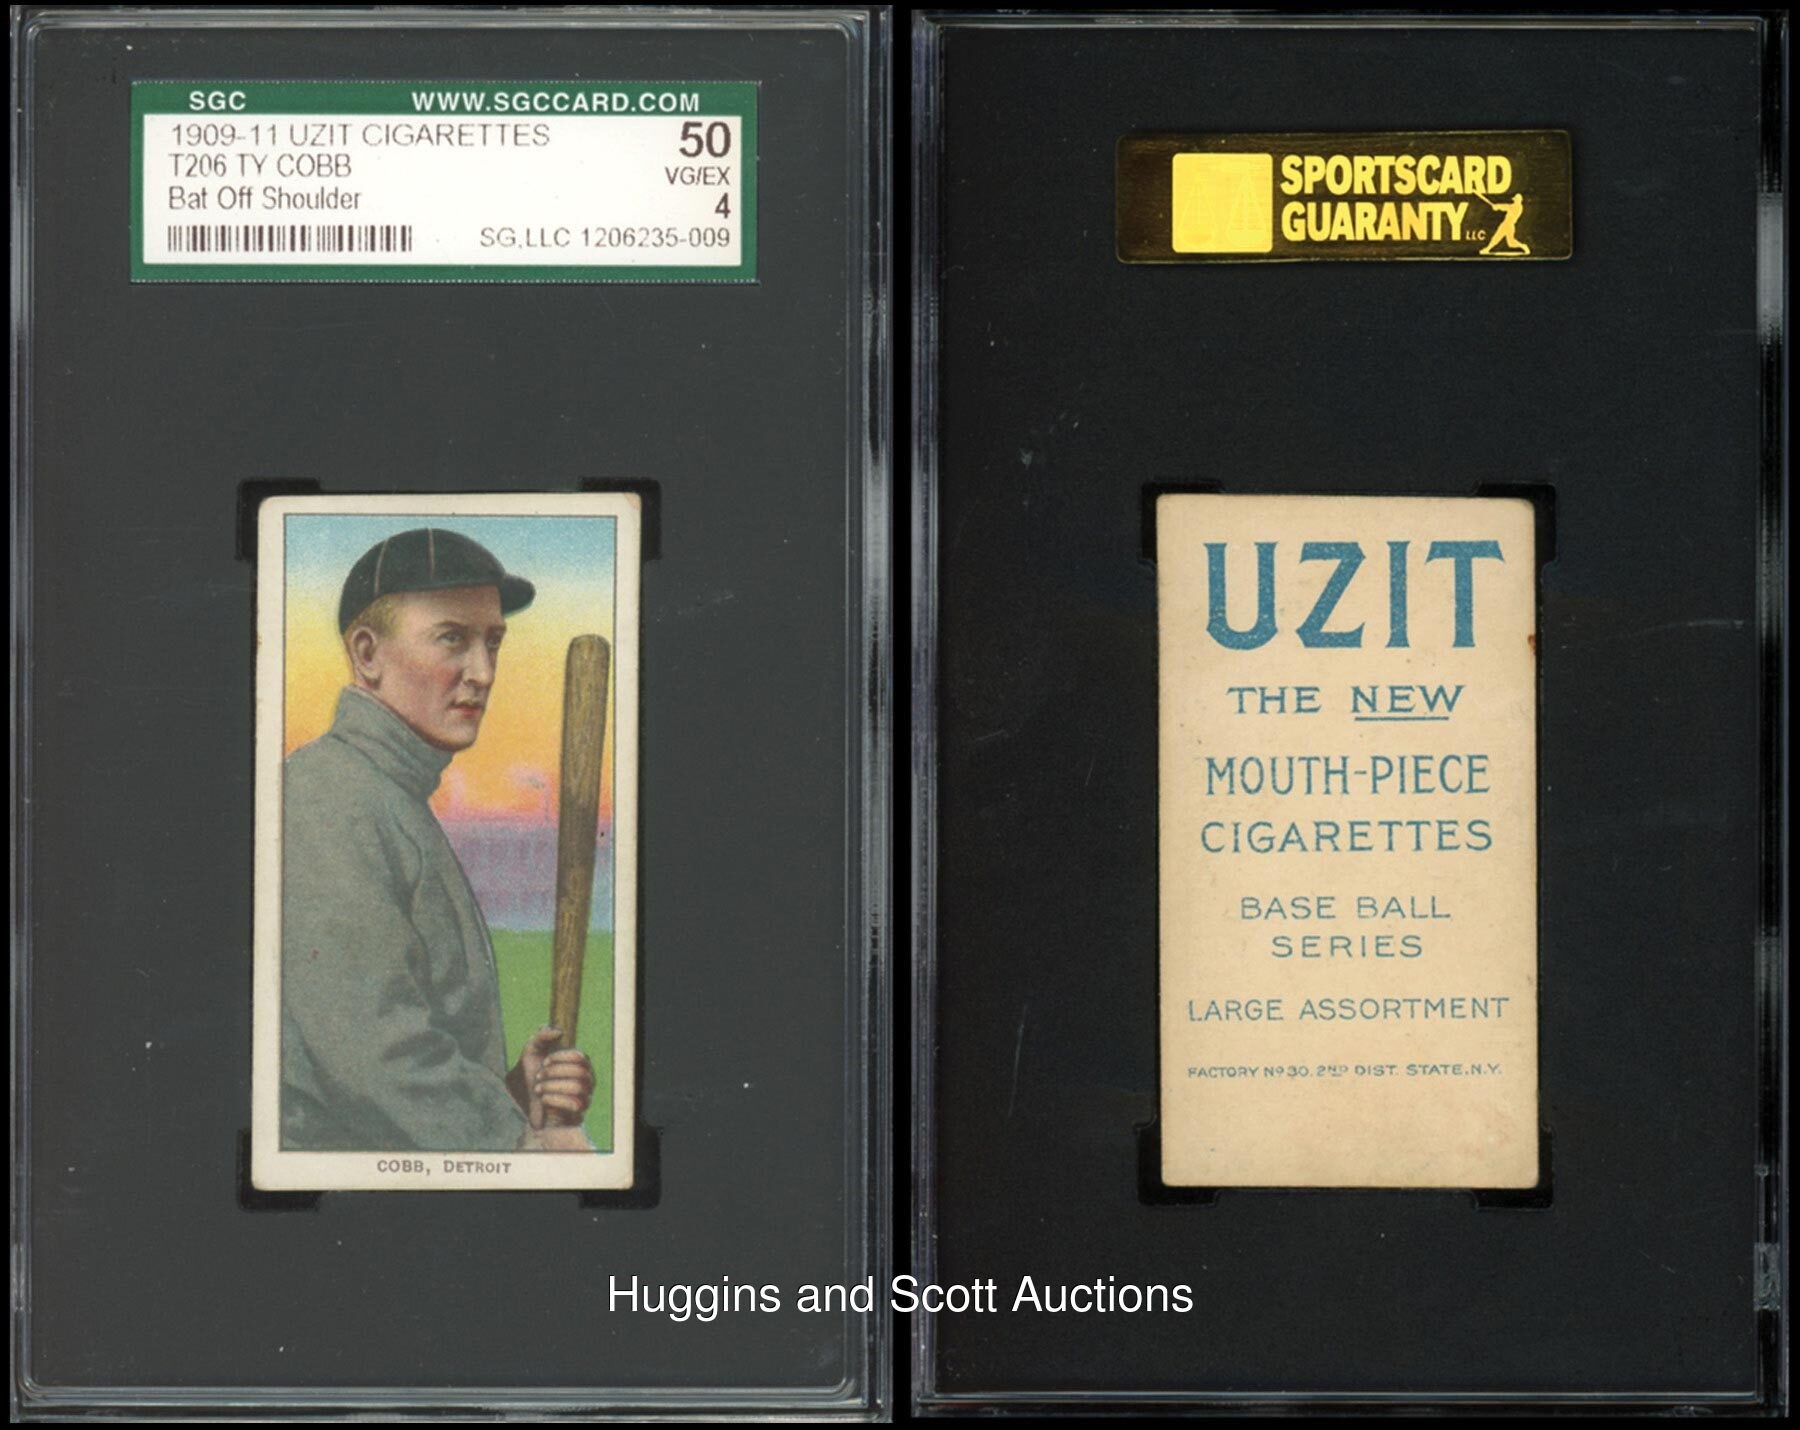 SGC WWW.SGCCARD.COM
1909-11 UZIT CIGARETTES 50
T206 TY COBB VG/EX
Bat Off Shoulder 4
SG,LLC 1206235-009
COBB, DETROIT
SPORTSCARD
GUARANTY LLC
UZIT
THE NEW
MOUTH-PIECE
CIGARETTES
BASE BALL
SERIES
LARGE ASSORTMENT
FACTORY Nº 30. 2ND DIST. STATE, N.Y.
Huggins and Scott Auctions